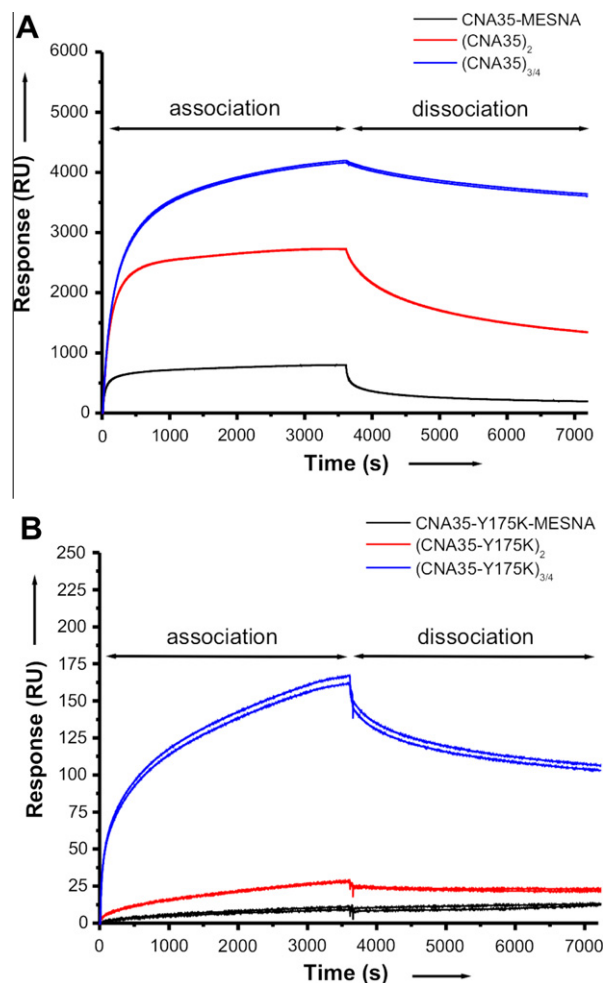 A
CNA35-MESNA
(CNA35)2
(CNA35)3/4
association
dissociation
Response (RU)
6000
5000
4000
3000
2000
1000
0
0 1000 2000 3000 4000 5000 6000 7000
Time (s)
B
CNA35-Y175K-MESNA
(CNA35-Y175K)2
(CNA35-Y175K)3/4
association
dissociation
Response (RU)
250
225
200
175
150
125
100
75
50
25
0
0 1000 2000 3000 4000 5000 6000 7000
Time (s)